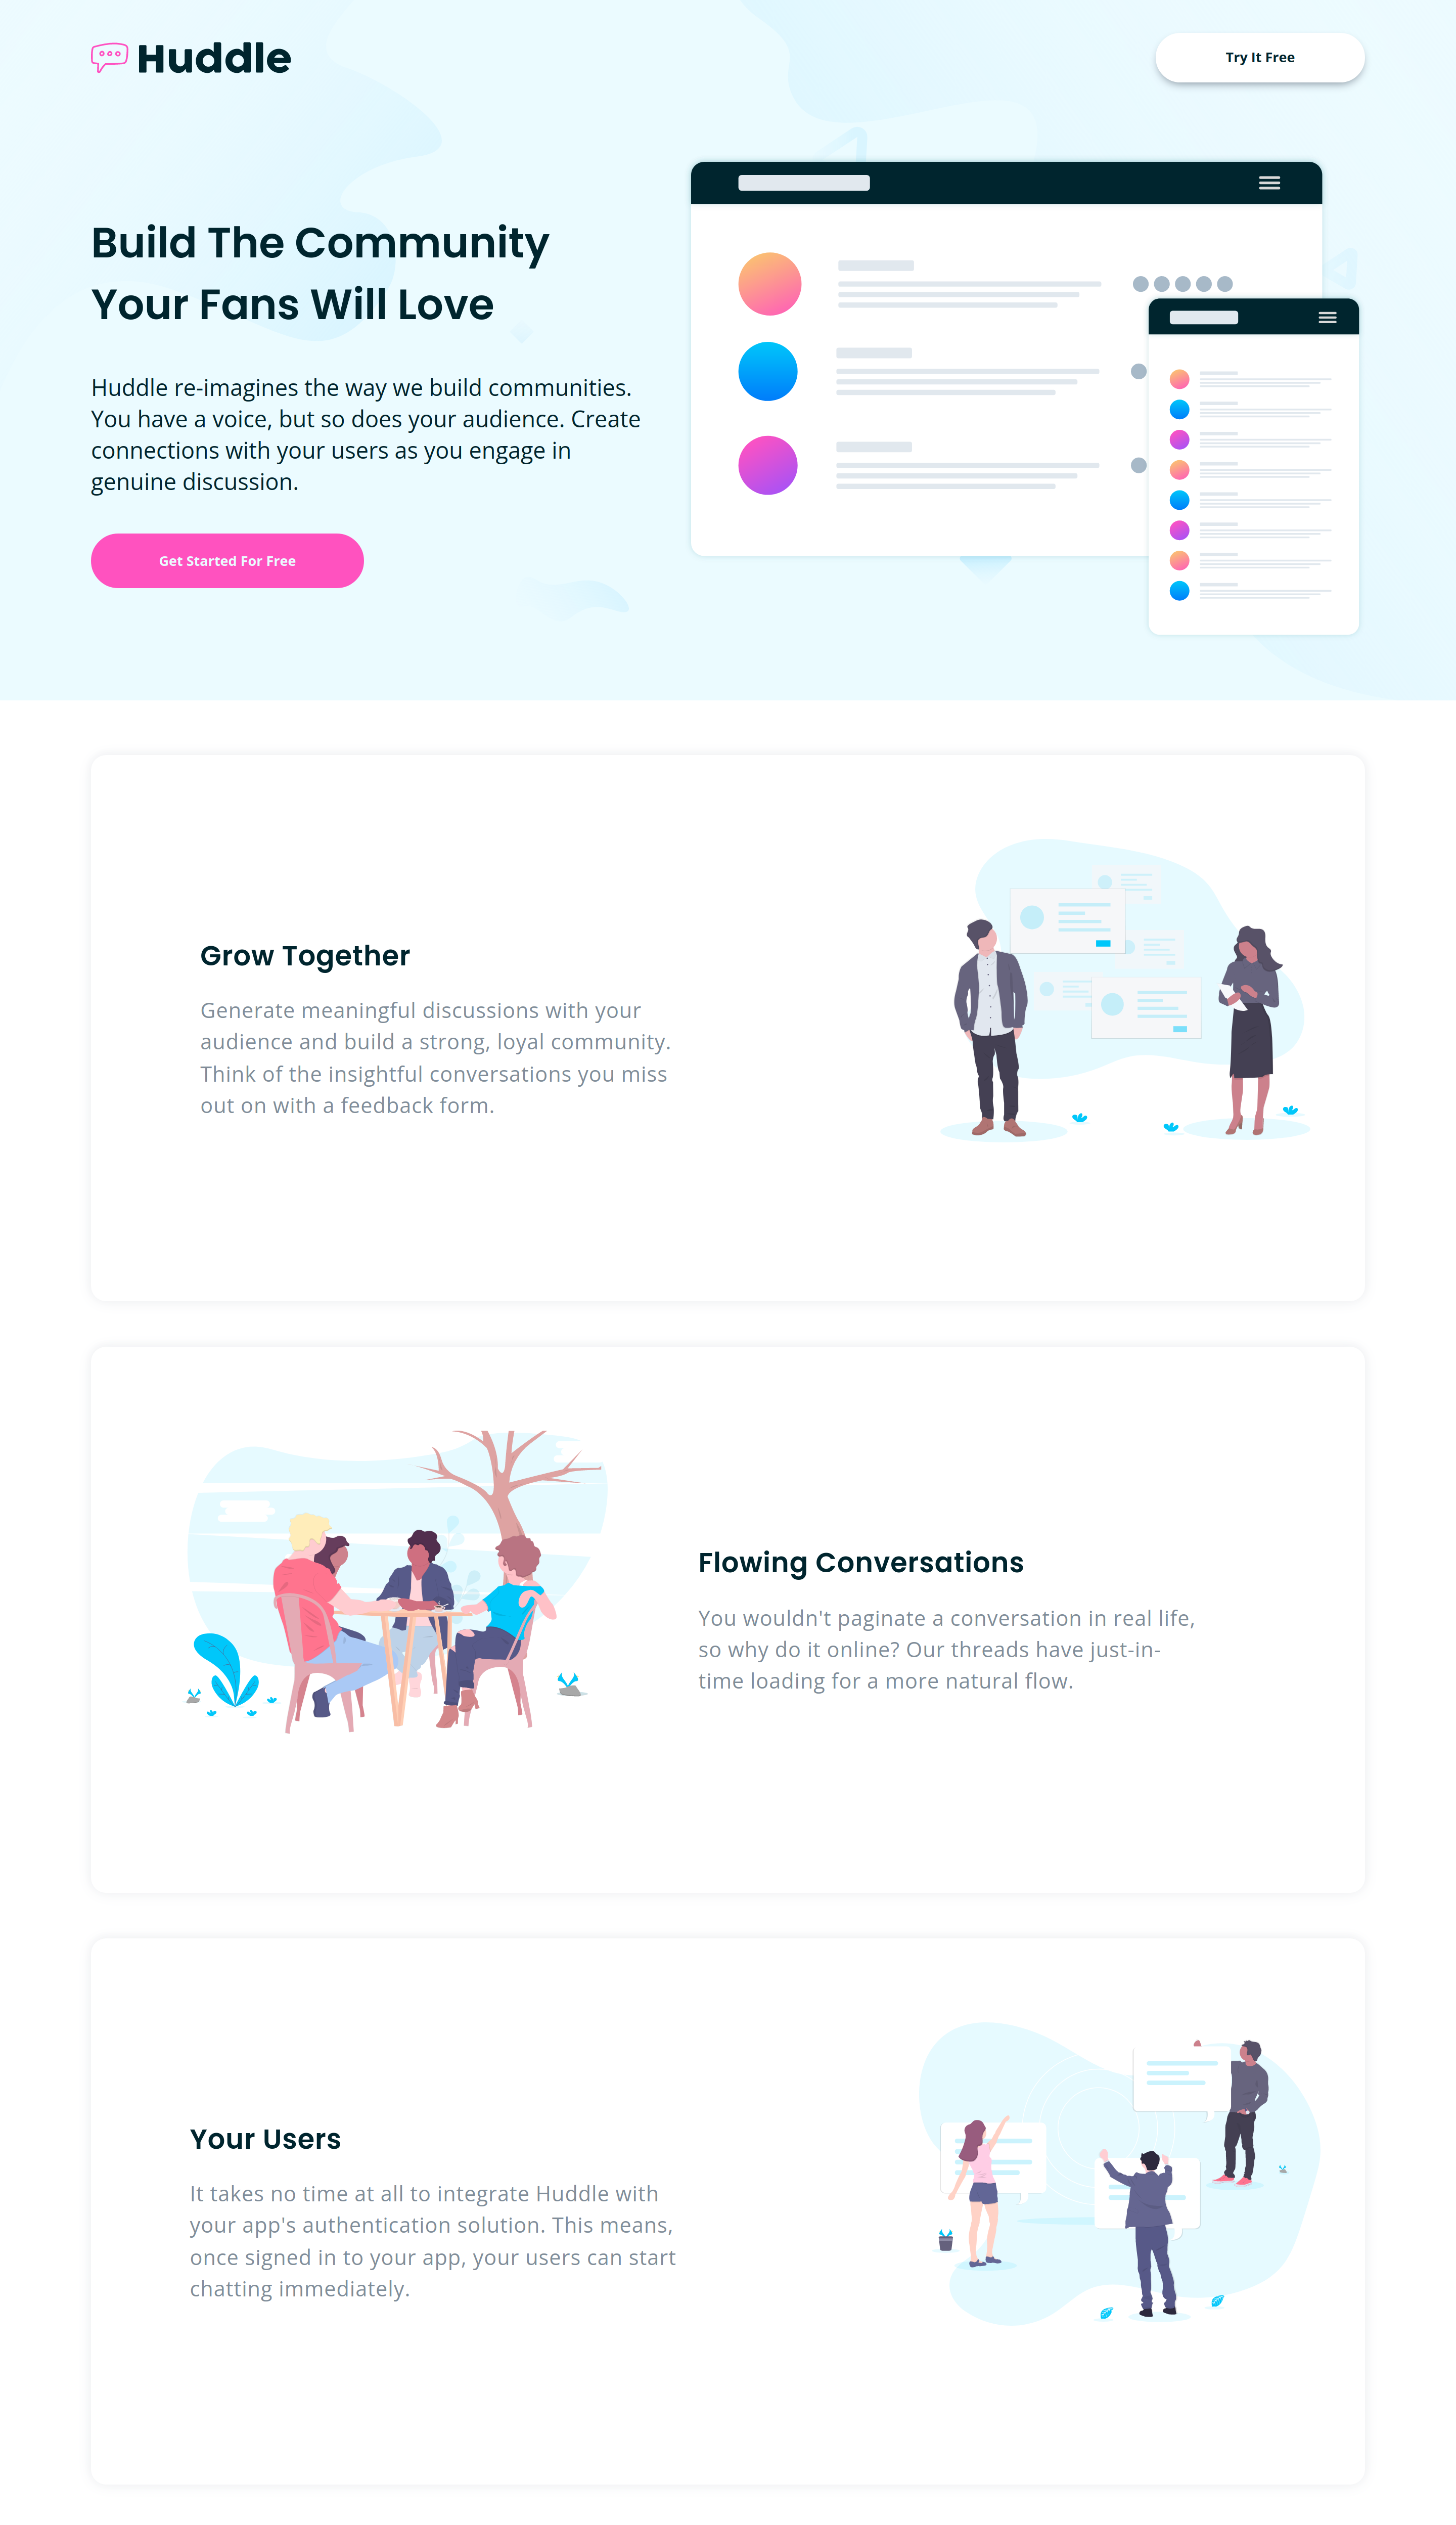 Huddle
Try It Free
Build The Community
Your Fans Will Love
Huddle re-imagines the way we build communities.
You have a voice, but so does your audience. Create
connections with your users as you engage in
genuine discussion.
Get Started For Free
Grow Together
Generate meaningful discussions with your
audience and build a strong, loyal community.
Think of the insightful conversations you miss
out on with a feedback form.
Flowing Conversations
You wouldn't paginate a conversation in real life,
so why do it online? Our threads have just-in-
time loading for a more natural flow.
Your Users
It takes no time at all to integrate Huddle with
your app's authentication solution. This means,
once signed in to your app, your users can start
chatting immediately.